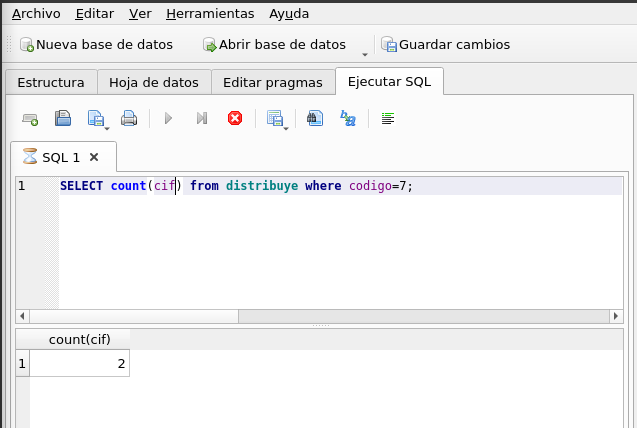 Archivo Editar Ver Herramientas Ayuda
Nueva base de datos Abrir base de datos Guardar cambios
Estructura Hoja de datos Editar pragmas Ejecutar SQL
SQL 1
1 SELECT count(cif) from distribuye where codigo=7;
count(cif)
1 2